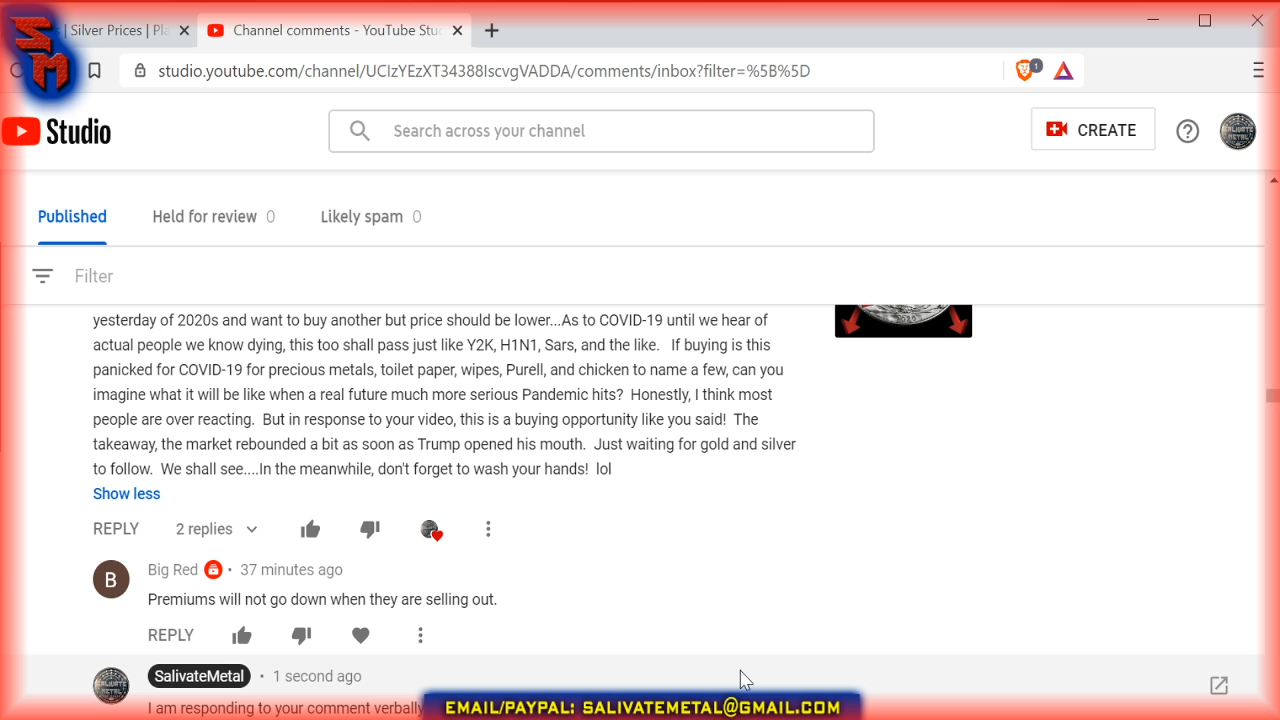 SM
| Silver Prices | Pla
Channel comments - YouTube Stud
studio.youtube.com/channel/UCIzYEzXT34388IscvgVADDA/comments/inbox?filter=%5B%5D
1
Studio
Search across your channel
CREATE
Published
Held for review 0
Likely spam 0
Filter
yesterday of 2020s and want to buy another but price should be lower...As to COVID-19 until we hear of
actual people we know dying, this too shall pass just like Y2K, H1N1, Sars, and the like. If buying is this
panicked for COVID-19 for precious metals, toilet paper, wipes, Purell, and chicken to name a few, can you
imagine what it will be like when a real future much more serious Pandemic hits? Honestly, I think most
people are over reacting. But in response to your video, this is a buying opportunity like you said! The
takeaway, the market rebounded a bit as soon as Trump opened his mouth. Just waiting for gold and silver
to follow. We shall see....In the meanwhile, don't forget to wash your hands! lol
Show less
REPLY
2 replies
B
Big Red • 37 minutes ago
Premiums will not go down when they are selling out.
REPLY
SalivateMetal • 1 second ago
I am responding to your comment verbally
EMAIL/PAYPAL: SALIVATEMETAL@GMAIL.COM